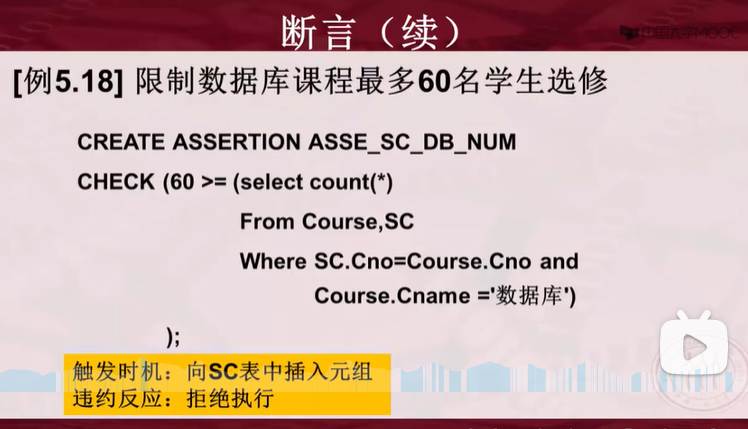 断言（续）
中国大学MOOC
[例5.18] 限制数据库课程最多60名学生选修
CREATE ASSERTION ASSE_SC_DB_NUM
CHECK (60 >= (select count(*)
From Course,SC
Where SC.Cno=Course.Cno and
Course.Cname ='数据库')
);
触发时机：向SC表中插入元组
违约反应：拒绝执行